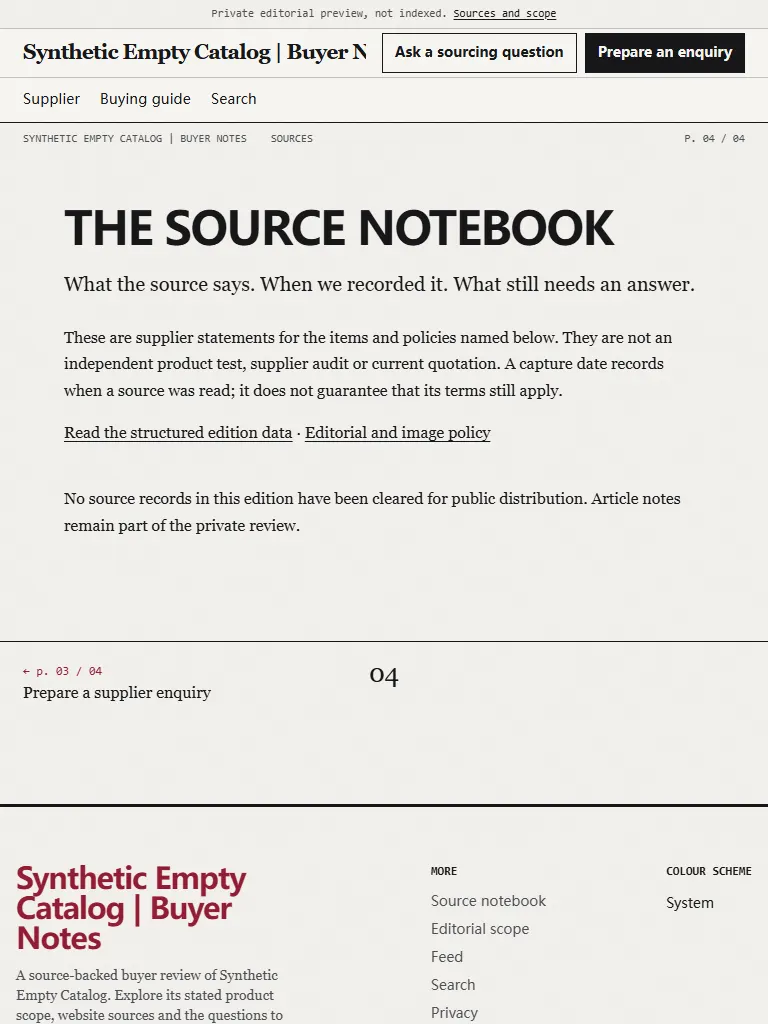 Private editorial preview, not indexed. Sources and scope
Synthetic Empty Catalog | Buyer N
Ask a sourcing question
Prepare an enquiry
Supplier Buying guide Search
SYNTHETIC EMPTY CATALOG | BUYER NOTES SOURCES P. 04 / 04
THE SOURCE NOTEBOOK
What the source says. When we recorded it. What still needs an answer.
These are supplier statements for the items and policies named below. They are not an
independent product test, supplier audit or current quotation. A capture date records
when a source was read; it does not guarantee that its terms still apply.
Read the structured edition data · Editorial and image policy
No source records in this edition have been cleared for public distribution. Article notes
remain part of the private review.
← p. 03 / 04
Prepare a supplier enquiry
04
Synthetic Empty
Catalog | Buyer
Notes
A source-backed buyer review of Synthetic
Empty Catalog. Explore its stated product
scope, website sources and the questions to
MORE
Source notebook
Editorial scope
Feed
Search
Privacy
COLOUR SCHEME
System